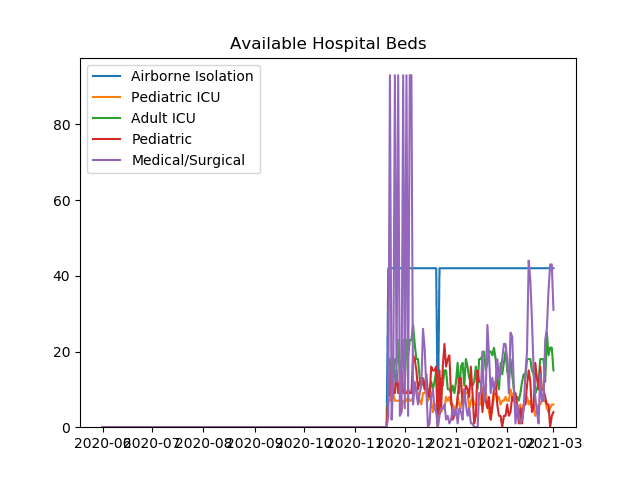 Available Hospital Beds
Airborne Isolation
Pediatric ICU
Adult ICU
Pediatric
Medical/Surgical
80
60
40
20
0
2020-06 2020-07 2020-08 2020-09 2020-10 2020-11 2020-12 2021-01 2021-02 2021-03